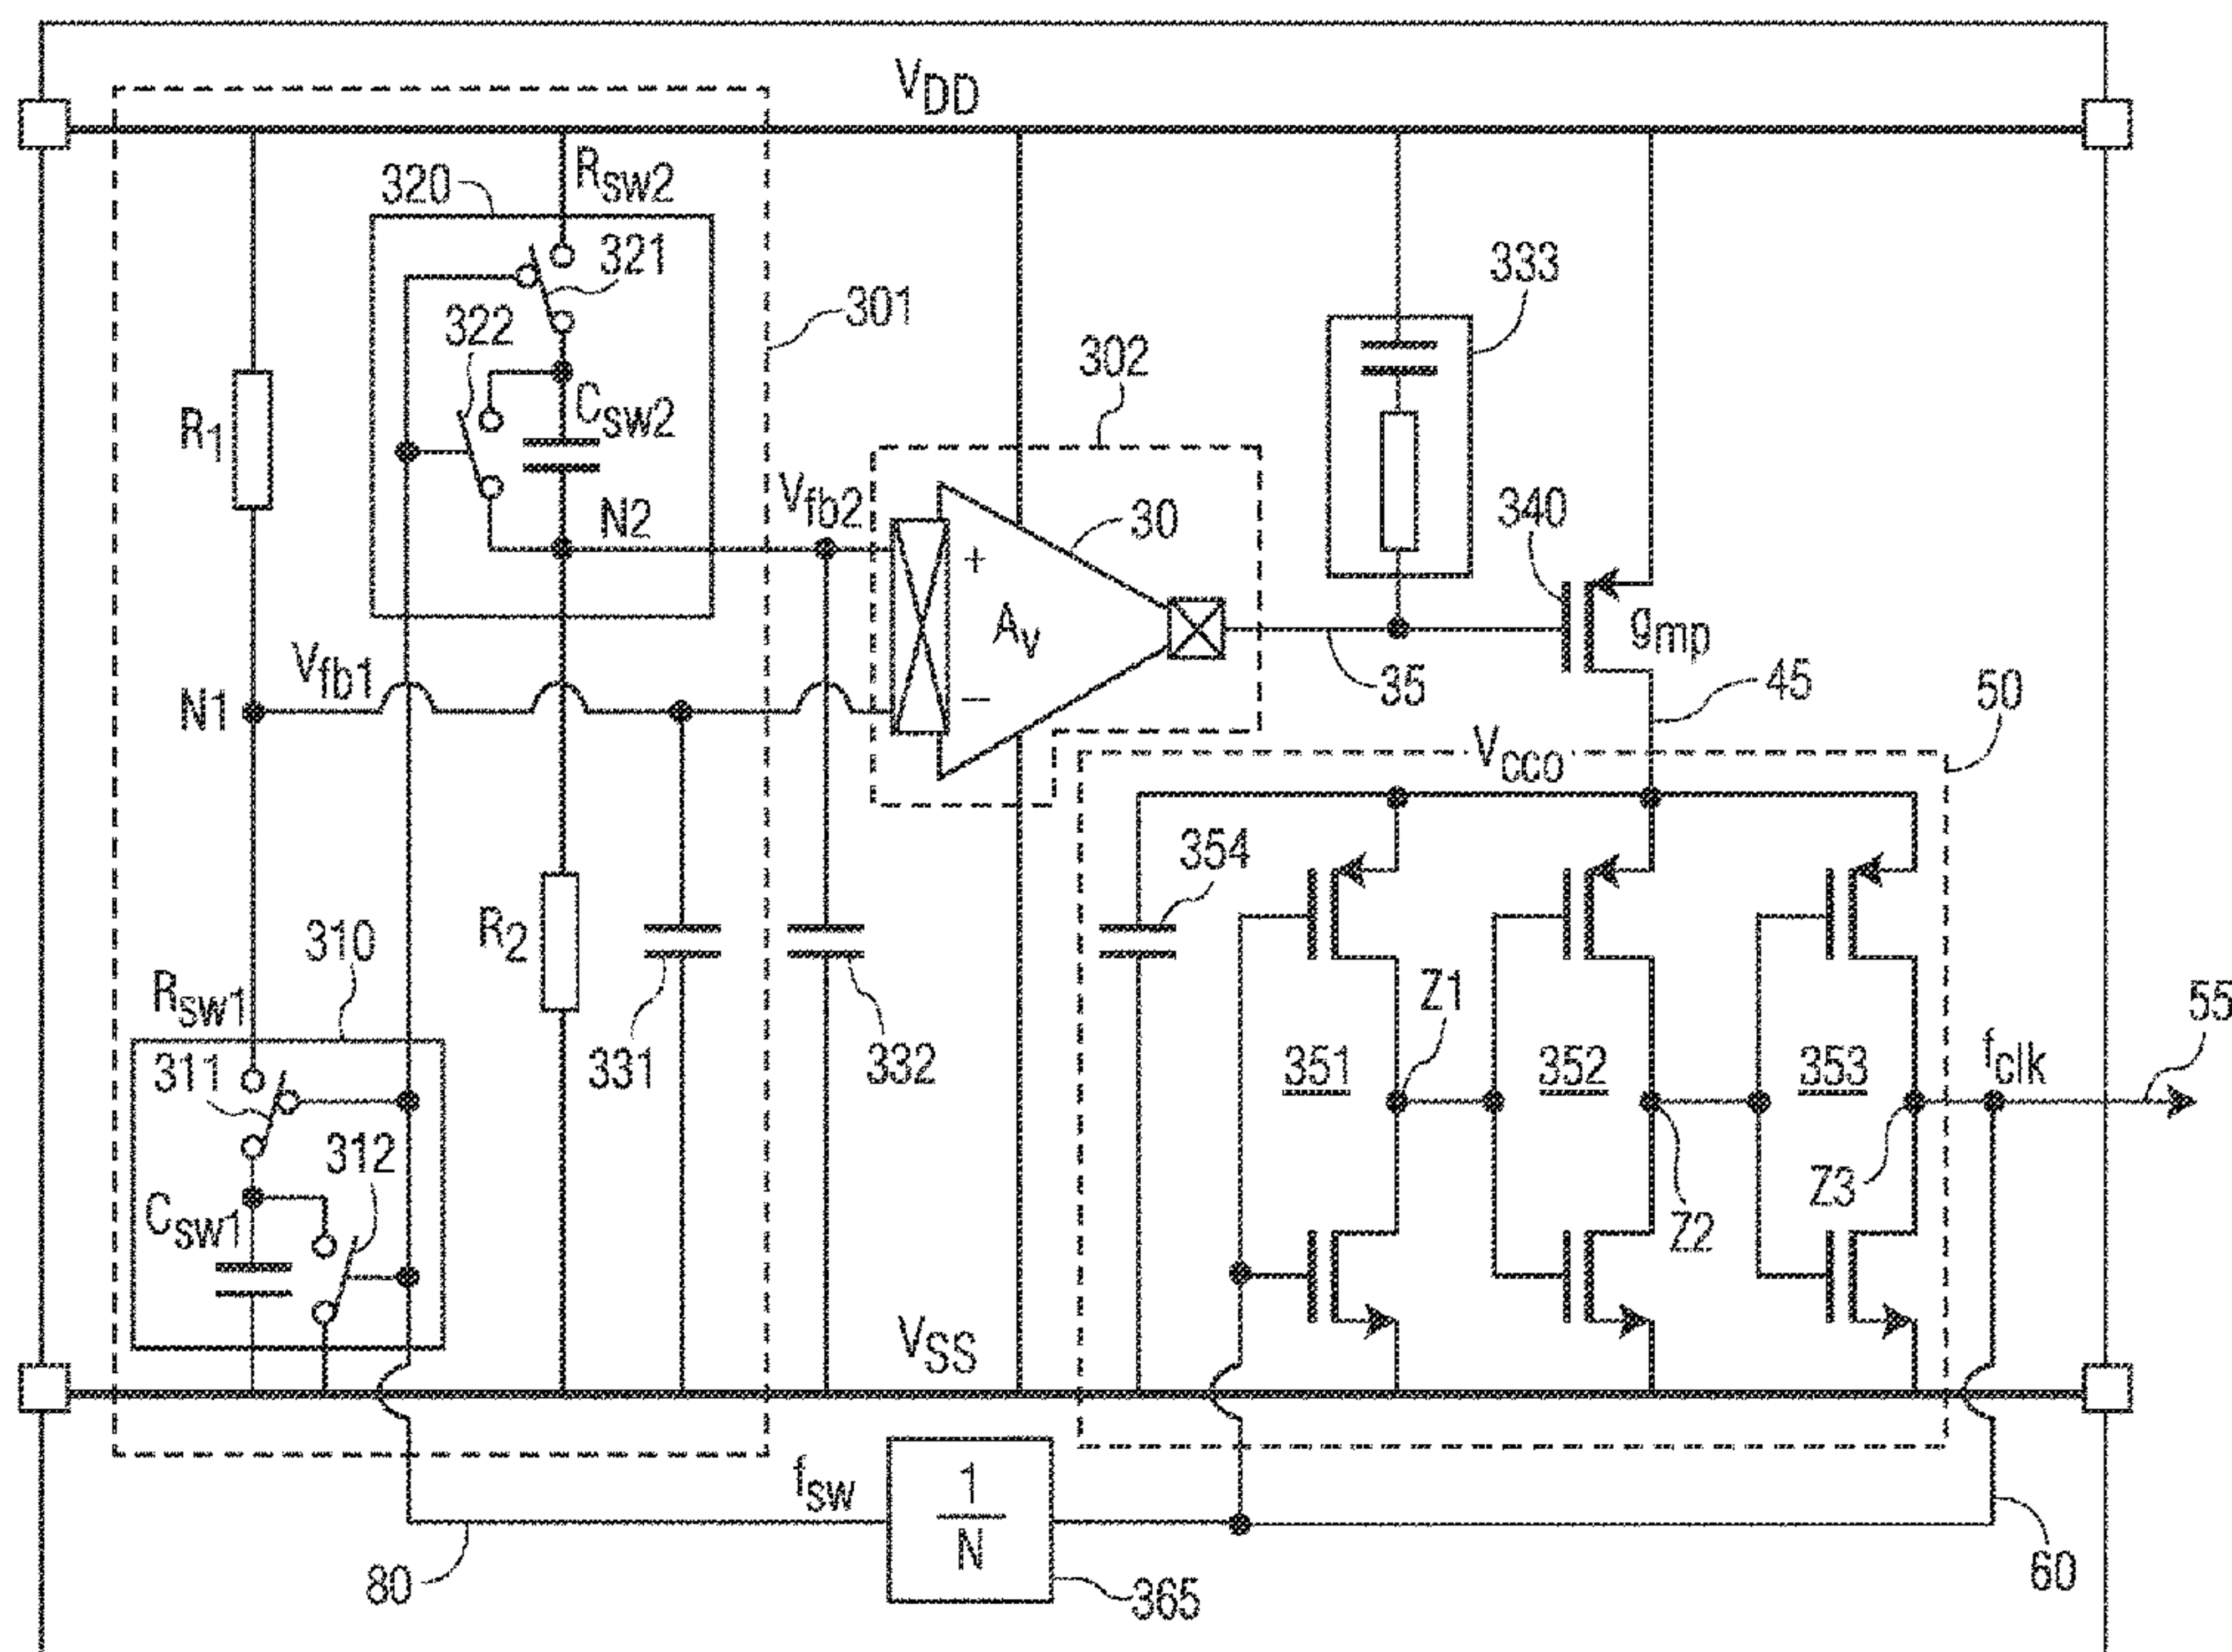 VDD
Rsw2
320
321
333
301
322
302
Csw2
R1
Vfb2
30
340
N2
+
Av
gmp
Vfb1
35
45
50
N1
−
Vcco
354
310
R2
Z1
Rsw1
55
311
331
332
351
352
353
fclk
312
Csw1
Z3
Z2
VSS
fsw
1
N
80
365
60